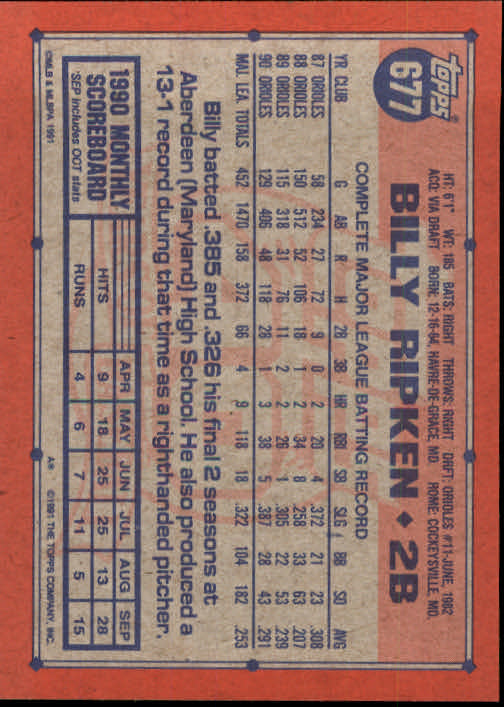 topps®
677
BILLY RIPKEN ◆ 2B
HT: 6'1" WT: 185 BATS: RIGHT THROWS: RIGHT DRFT: ORIOLES #11-JUNE, 1982
ACQ: VIA DRAFT BORN: 12-16-64, HAVRE-DE-GRACE, MD. HOME: COCKEYSVILLE, MD.
COMPLETE MAJOR LEAGUE BATTING RECORD
YR CLUB G AB R H 2B 3B HR RBI SB SLG BB SO AVG
87 ORIOLES 58 234 27 72 9 0 2 20 4 .372 21 23 .308
88 ORIOLES 150 512 52 106 18 1 2 34 8 .258 33 63 .207
89 ORIOLES 115 318 31 76 11 2 2 26 1 .305 22 53 .239
90 ORIOLES 129 406 48 118 28 1 3 38 5 .387 28 43 .291
MAJ. LEA. TOTALS 452 1470 158 372 66 4 9 118 18 .322 104 182 .253
Billy batted .385 and .326 his final 2 seasons at
Aberdeen (Maryland) High School. He also produced a
13-1 record during that time as a righthanded pitcher.
1990 MONTHLY
SCOREBOARD
*SEP includes OCT stats
APR MAY JUN JUL AUG SEP
HITS 9 18 25 25 13 28
RUNS 4 6 7 11 5 15
©MLB & MLBPA 1991
A® ©1991 THE TOPPS COMPANY, INC.